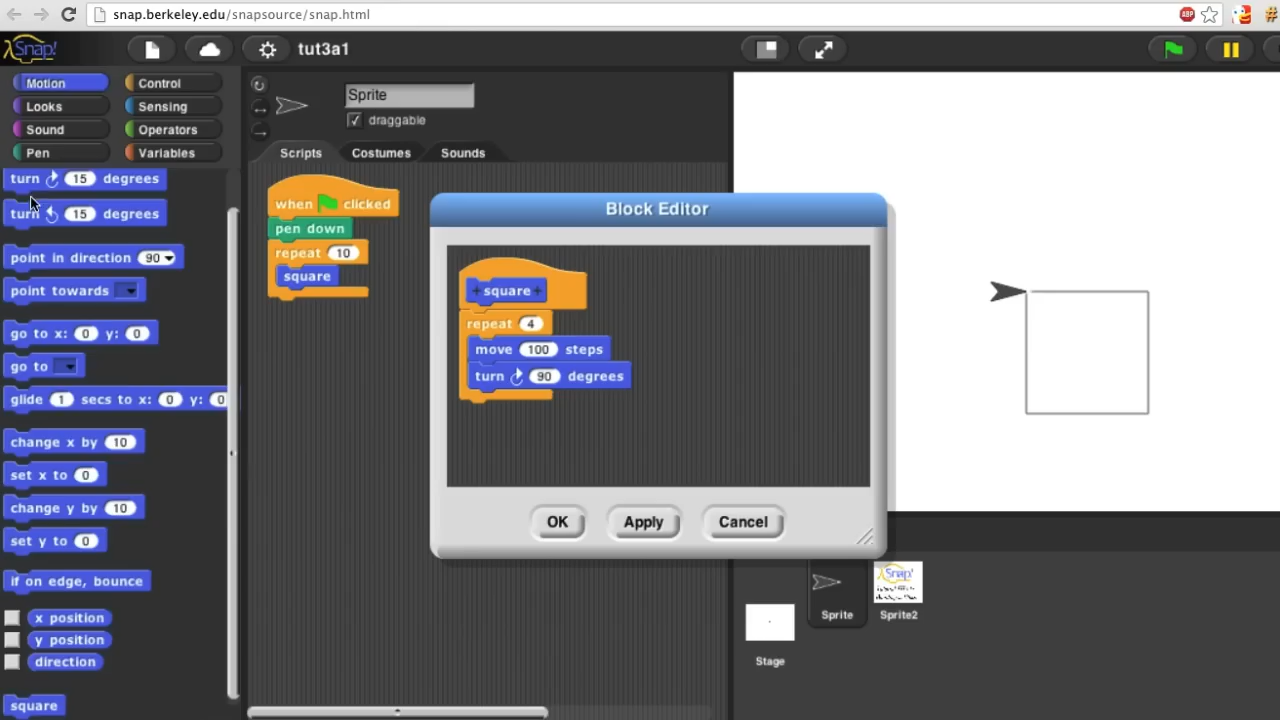 snap.berkeley.edu/snapsource/snap.html
ABP
#
Snap!
tut3a1
Motion
Control
Looks
Sensing
Sound
Operators
Pen
Variables
turn 15 degrees
turn 15 degrees
point in direction 90
point towards
go to x: 0 y: 0
go to
glide 1 secs to x: 0 y: 0
change x by 10
set x to 0
change y by 10
set y to 0
if on edge, bounce
x position
y position
direction
square
Sprite
draggable
Scripts
Costumes
Sounds
when clicked
pen down
repeat 10
square
Block Editor
+square+
repeat 4
move 100 steps
turn 90 degrees
OK
Apply
Cancel
Stage
Sprite
Snap!
Sprite2